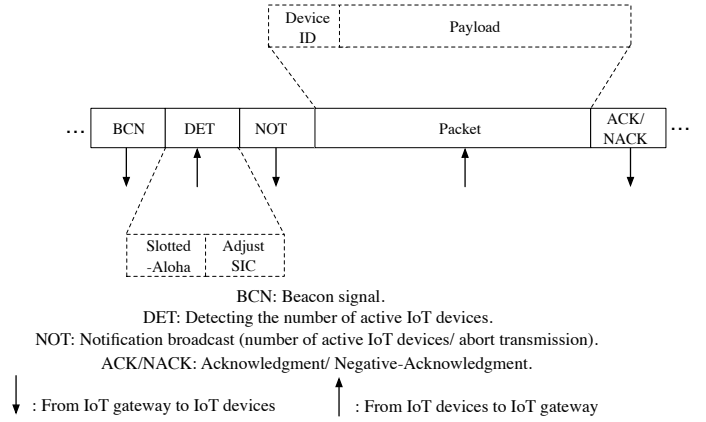 Device ID
Payload
... BCN DET NOT Packet ACK/ NACK ...
Slotted -Aloha
Adjust SIC
BCN: Beacon signal.
DET: Detecting the number of active IoT devices.
NOT: Notification broadcast (number of active IoT devices/ abort transmission).
ACK/NACK: Acknowledgment/ Negative-Acknowledgment.
: From IoT gateway to IoT devices
: From IoT devices to IoT gateway